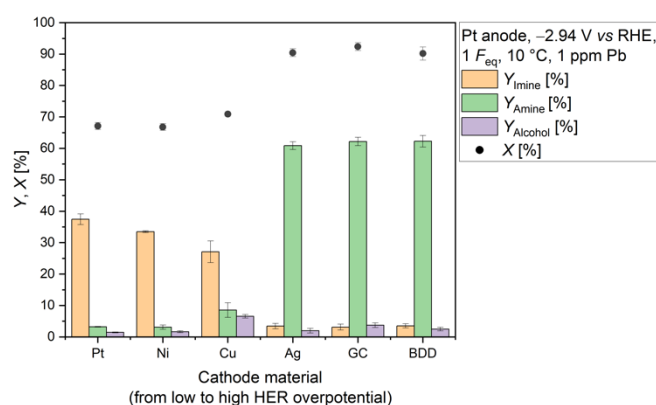 100
90
80
70
60
50
40
30
20
10
0
Y, X [%]
Pt Ni Cu Ag GC BDD
Cathode material
(from low to high HER overpotential)
Pt anode, −2.94 V vs RHE,
1 Feq, 10 °C, 1 ppm Pb
YImine [%]
YAmine [%]
YAlcohol [%]
X [%]